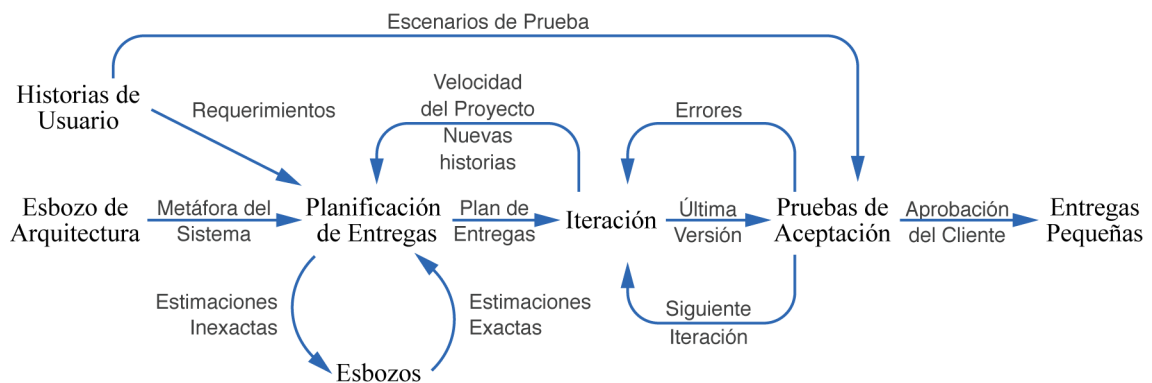 Escenarios de Prueba
Historias de
Usuario
Requerimientos
Velocidad
del Proyecto
Nuevas
historias
Errores
Esbozo de
Arquitectura
Metáfora del
Sistema
Planificación
de Entregas
Plan de
Entregas
Iteración
Última
Versión
Pruebas de
Aceptación
Aprobación
del Cliente
Entregas
Pequeñas
Estimaciones
Inexactas
Estimaciones
Exactas
Siguiente
Iteración
Esbozos